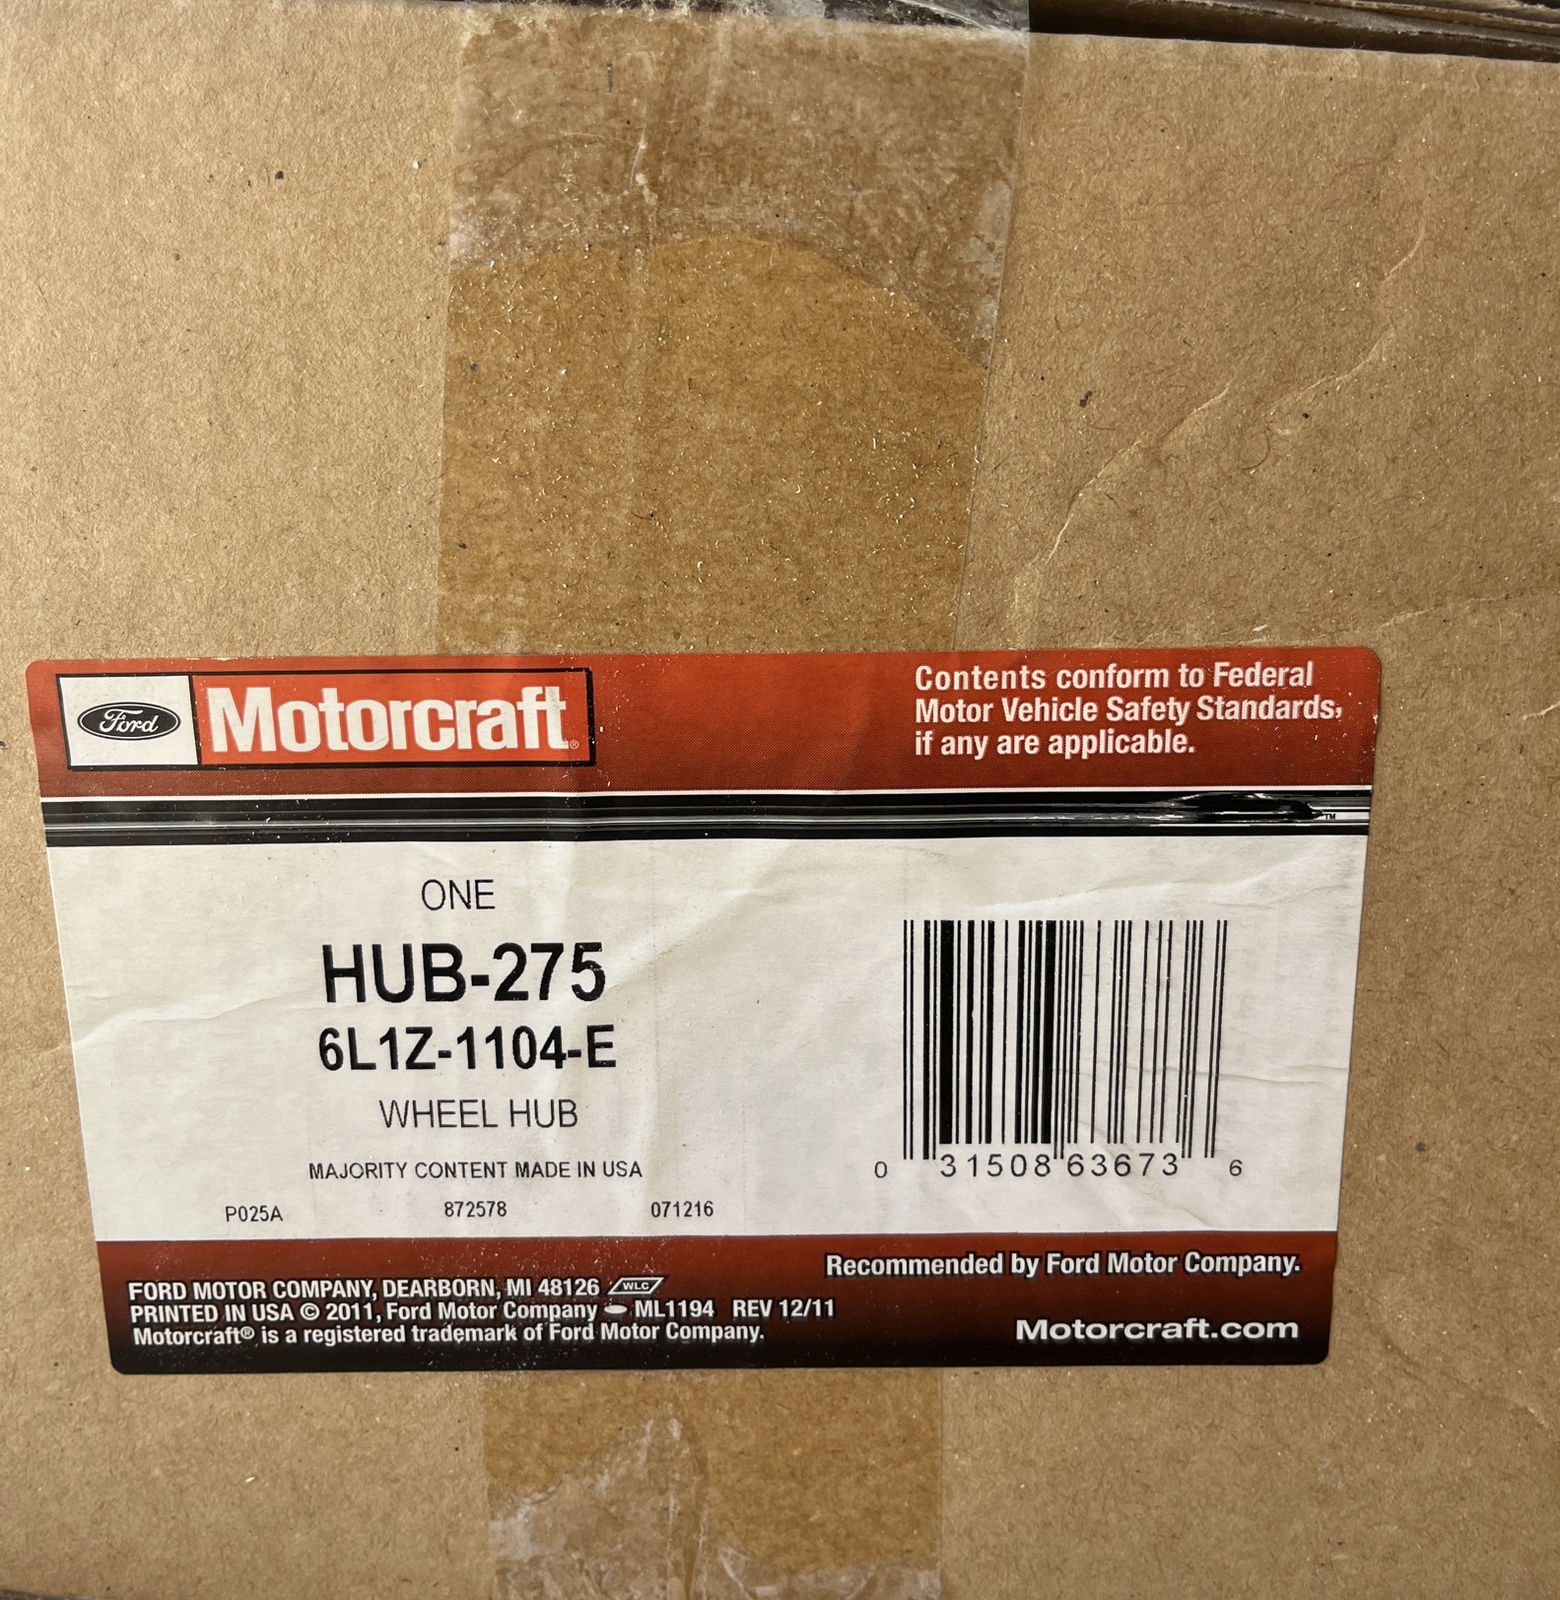 Ford Motorcraft®
Contents conform to Federal
Motor Vehicle Safety Standards,
if any are applicable.
™
ONE
HUB-275
6L1Z-1104-E
WHEEL HUB
MAJORITY CONTENT MADE IN USA
P025A 872578 071216
0 31508 63673 6
Recommended by Ford Motor Company.
FORD MOTOR COMPANY, DEARBORN, MI 48126 WLC
PRINTED IN USA © 2011, Ford Motor Company ML1194 REV 12/11
Motorcraft® is a registered trademark of Ford Motor Company.
Motorcraft.com